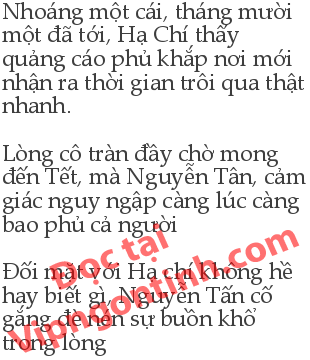 Nhoáng một cái, tháng mười
một đã tới, Hạ Chí thấy
quảng cáo phủ khắp nơi mới
nhận ra thời gian trôi qua thật
nhanh.
Lòng cô tràn đầy chờ mong
đến Tết, mà Nguyễn Tân, cảm
giác nguy ngập càng lúc càng
bao phủ cả người
Đối mặt với Hạ chí không hề
hay biết gì, Nguyễn Tấn cố
gắng đè nén sự buồn khổ
trong lòng
Đọc tại
Vipngontinh.com